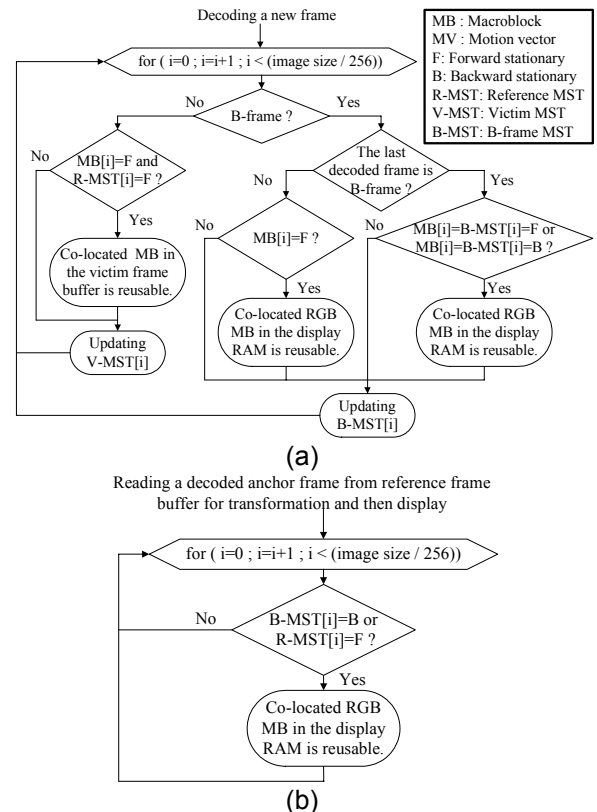 Decoding a new frame
for ( i=0 ; i=i+1 ; i < (image size / 256))
MB : Macroblock
MV : Motion vector
F: Forward stationary
B: Backward stationary
R-MST: Reference MST
V-MST: Victim MST
B-MST: B-frame MST
B-frame ?
No
Yes
MB[i]=F and
R-MST[i]=F ?
No
Yes
Co-located MB in
the victim frame
buffer is reusable.
Updating
V-MST[i]
The last
decoded frame is
B-frame ?
No
Yes
MB[i]=F ?
No
Yes
Co-located RGB
MB in the display
RAM is reusable.
MB[i]=B-MST[i]=F or
MB[i]=B-MST[i]=B ?
No
Yes
Co-located RGB
MB in the display
RAM is reusable.
Updating
B-MST[i]
(a)
Reading a decoded anchor frame from reference frame
buffer for transformation and then display
for ( i=0 ; i=i+1 ; i < (image size / 256))
B-MST[i]=B or
R-MST[i]=F ?
No
Yes
Co-located RGB
MB in the display
RAM is reusable.
(b)